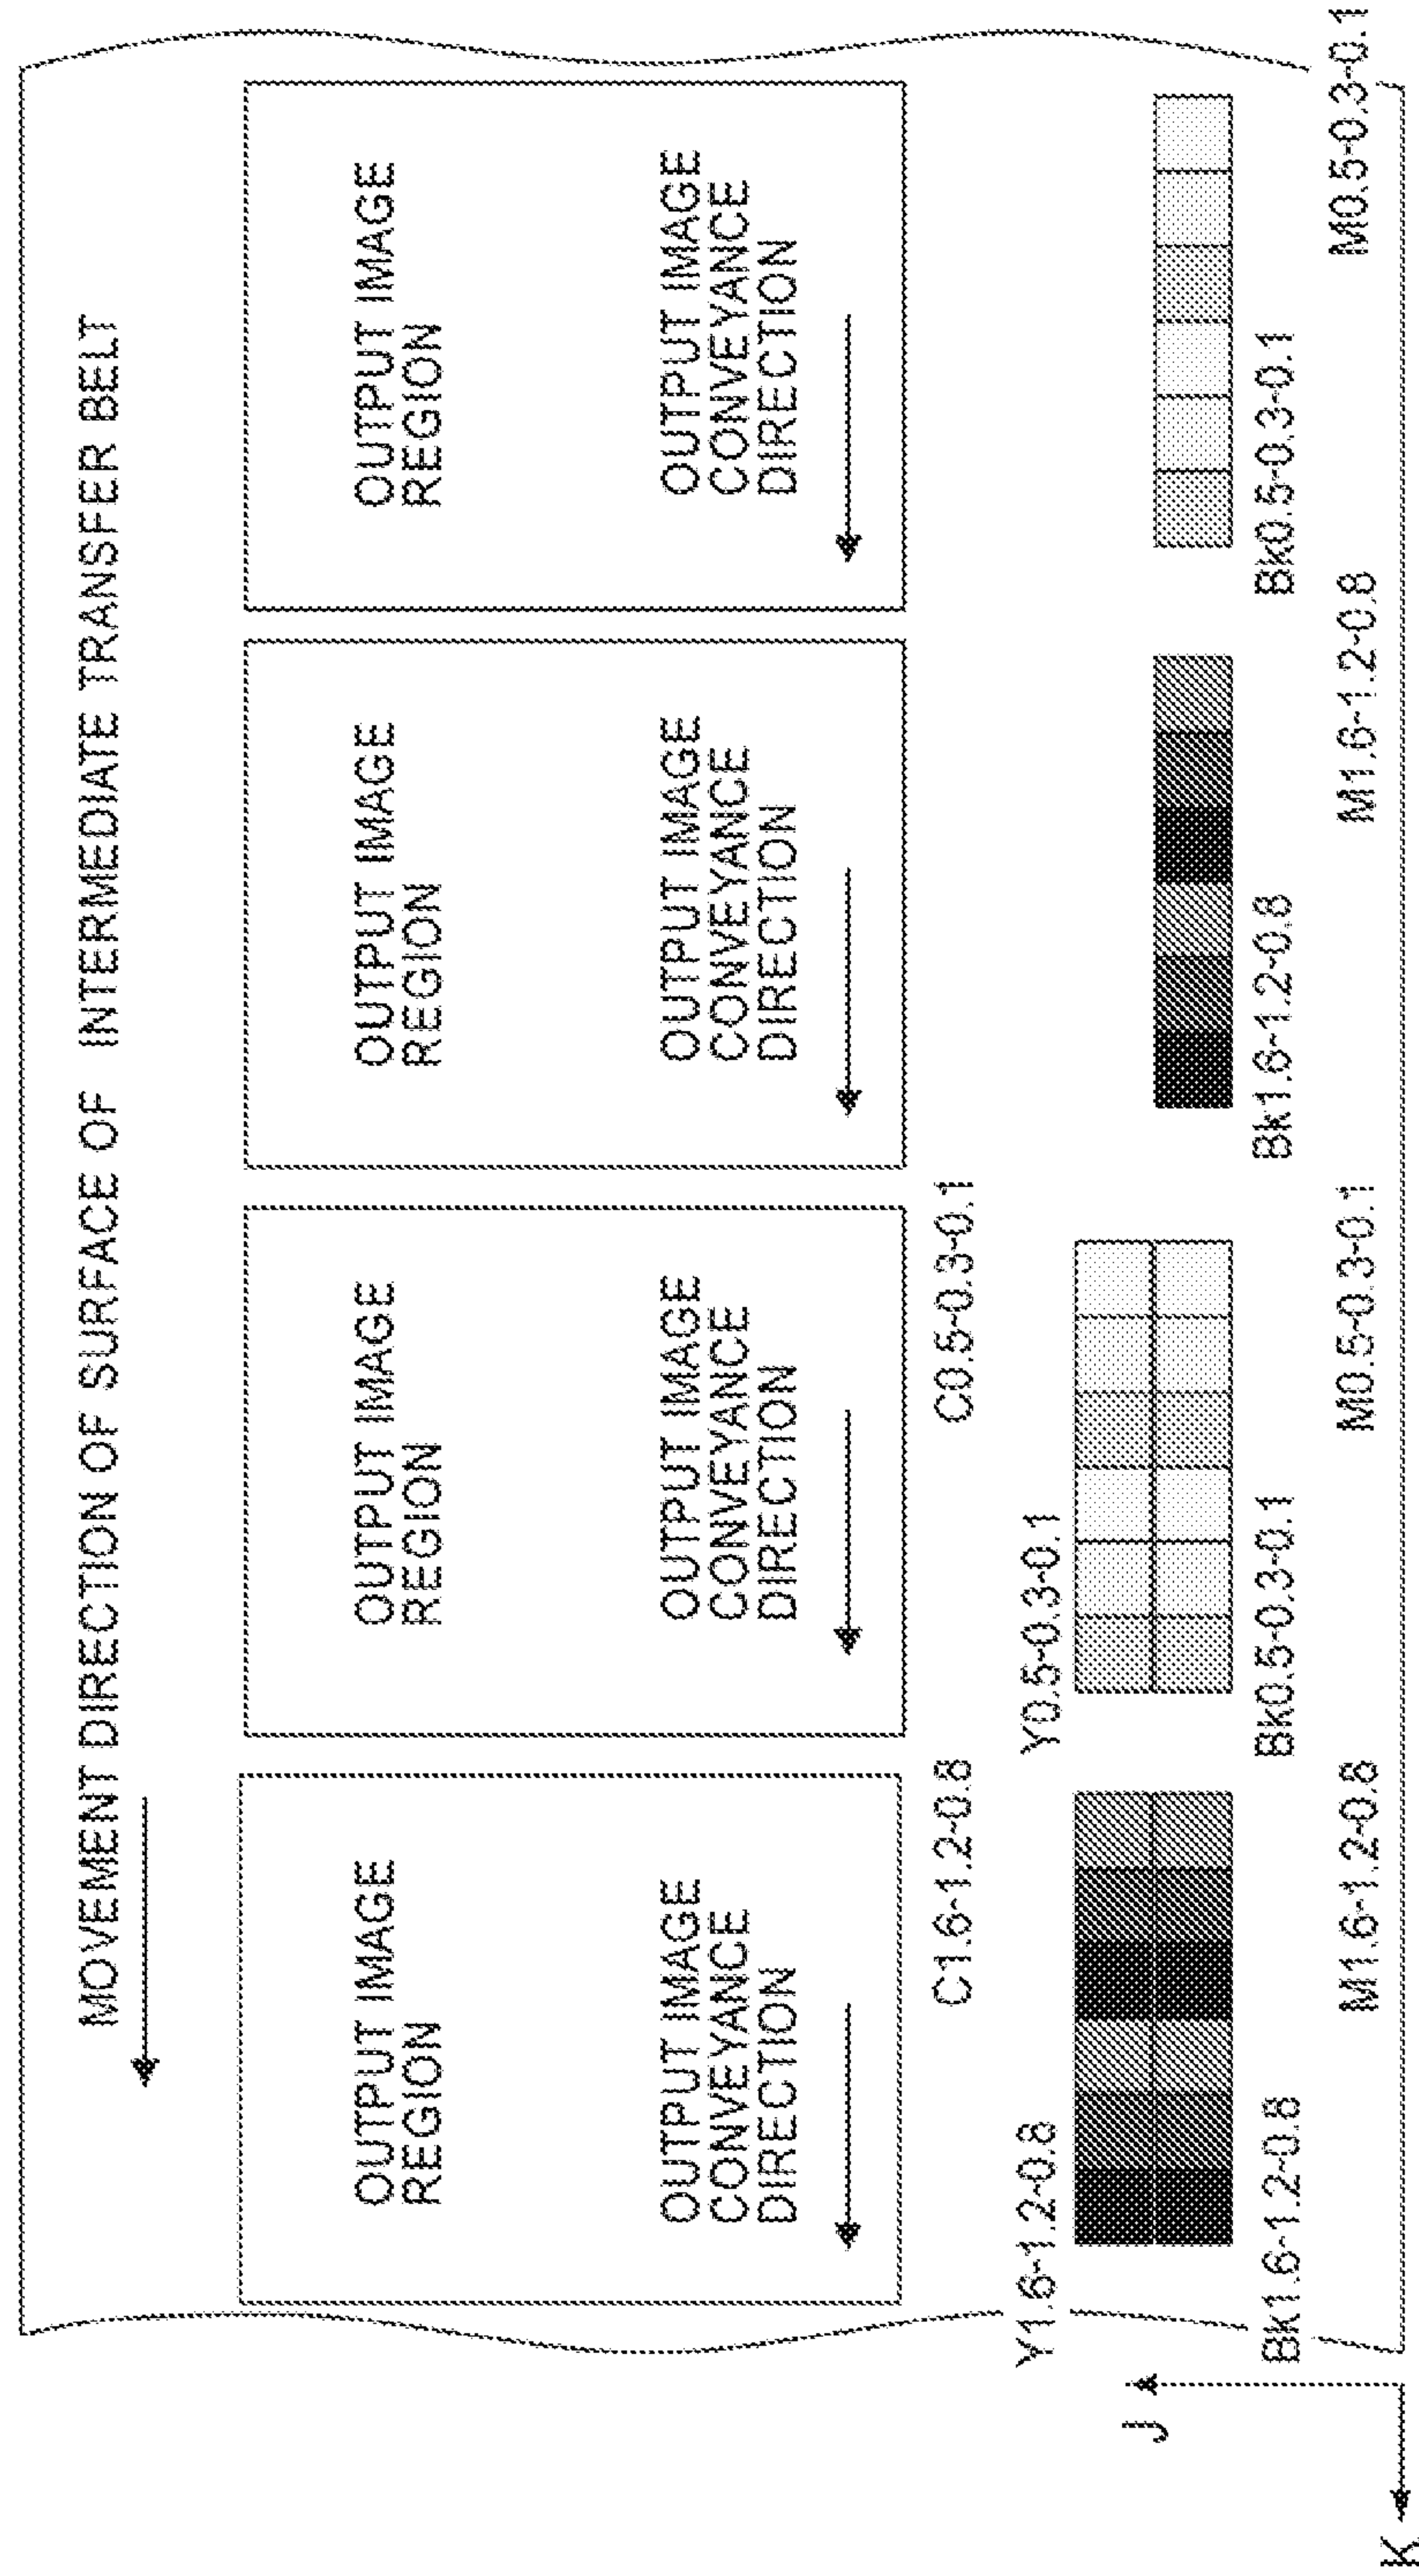 MOVEMENT DIRECTION OF SURFACE OF INTERMEDIATE TRANSFER BELT
OUTPUT IMAGE
REGION
OUTPUT IMAGE
CONVEYANCE
DIRECTION
OUTPUT IMAGE
REGION
OUTPUT IMAGE
CONVEYANCE
DIRECTION
OUTPUT IMAGE
REGION
OUTPUT IMAGE
CONVEYANCE
DIRECTION
OUTPUT IMAGE
REGION
OUTPUT IMAGE
CONVEYANCE
DIRECTION
Y1.6-1.2-0.8
C1.6-1.2-0.8
Y0.5-0.3-0.1
C0.5-0.3-0.1
Bk1.6-1.2-0.8
M1.6-1.2-0.8
Bk0.5-0.3-0.1
M0.5-0.3-0.1
Bk1.6-1.2-0.8
M1.6-1.2-0.8
Bk0.5-0.3-0.1
M0.5-0.3-0.1
J
K